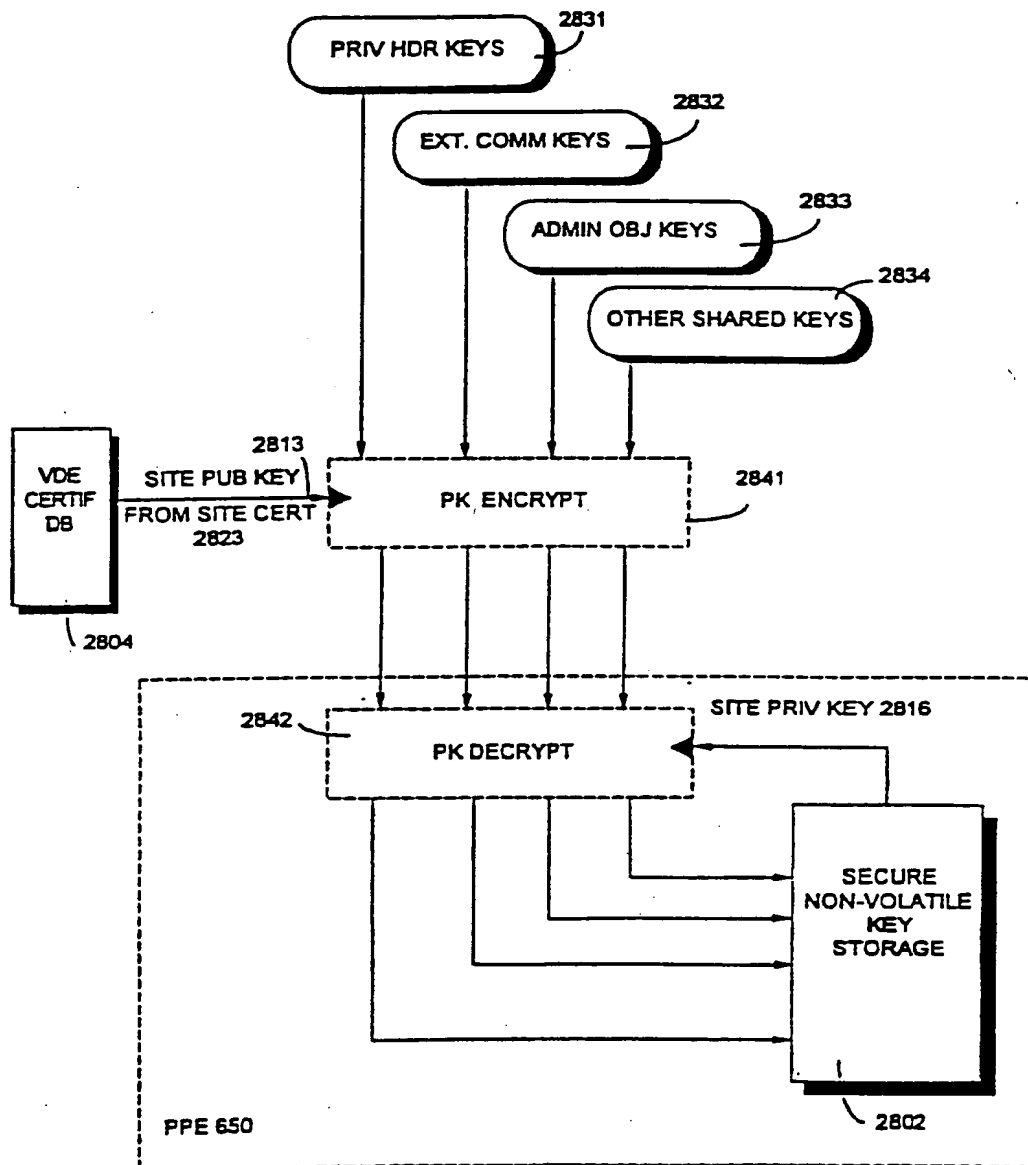 2831
PRIV HDR KEYS
2832
EXT. COMM KEYS
2833
ADMIN OBJ KEYS
2834
OTHER SHARED KEYS
VDE
CERTIF
DB
2813
SITE PUB KEY
FROM SITE CERT
2823
PK ENCRYPT
2841
2804
2842
SITE PRIV KEY 2816
PK DECRYPT
SECURE
NON-VOLATILE
KEY
STORAGE
2802
PPE 650